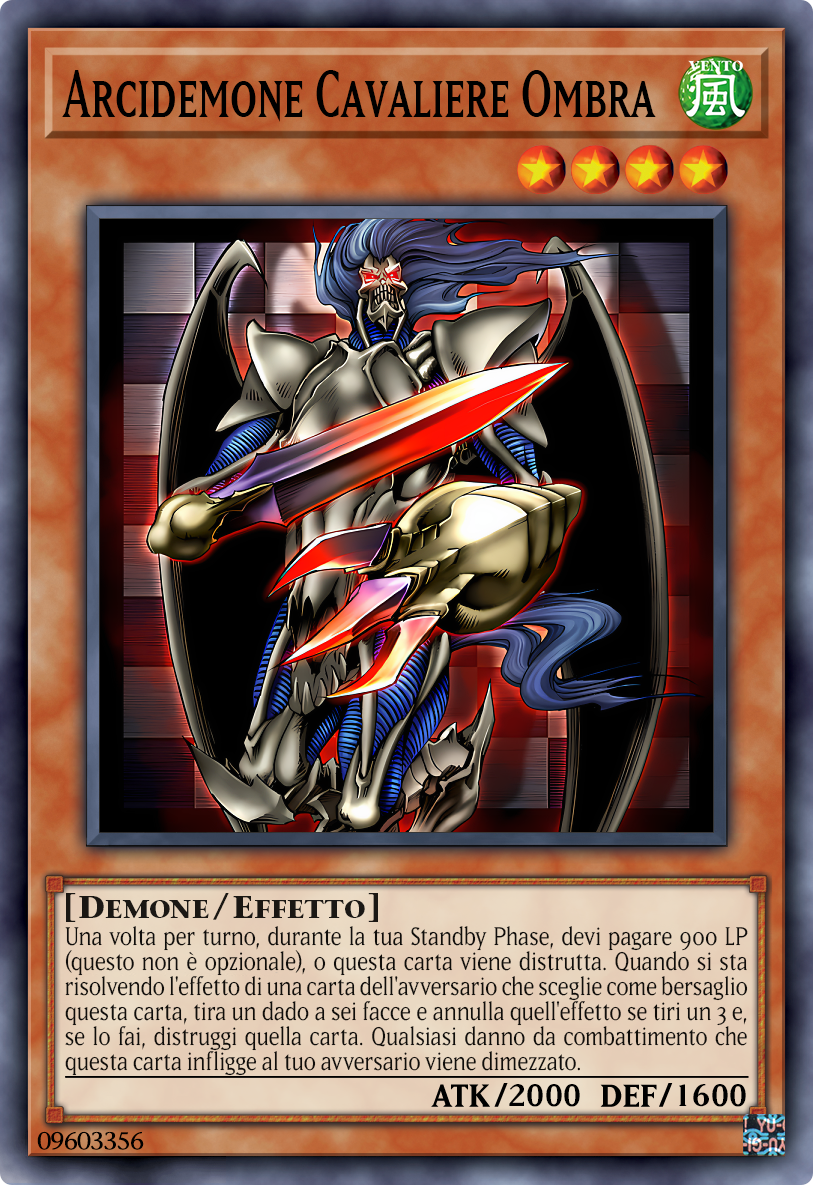 Arcidemone Cavaliere Ombra
VENTO
風
[Demone/Effetto]
Una volta per turno, durante la tua Standby Phase, devi pagare 900 LP
(questo non è opzionale), o questa carta viene distrutta. Quando si sta
risolvendo l'effetto di una carta dell'avversario che sceglie come bersaglio
questa carta, tira un dado a sei facce e annulla quell'effetto se tiri un 3 e,
se lo fai, distruggi quella carta. Qualsiasi danno da combattimento che
questa carta infligge al tuo avversario viene dimezzato.
ATK/2000 DEF/1600
09603356